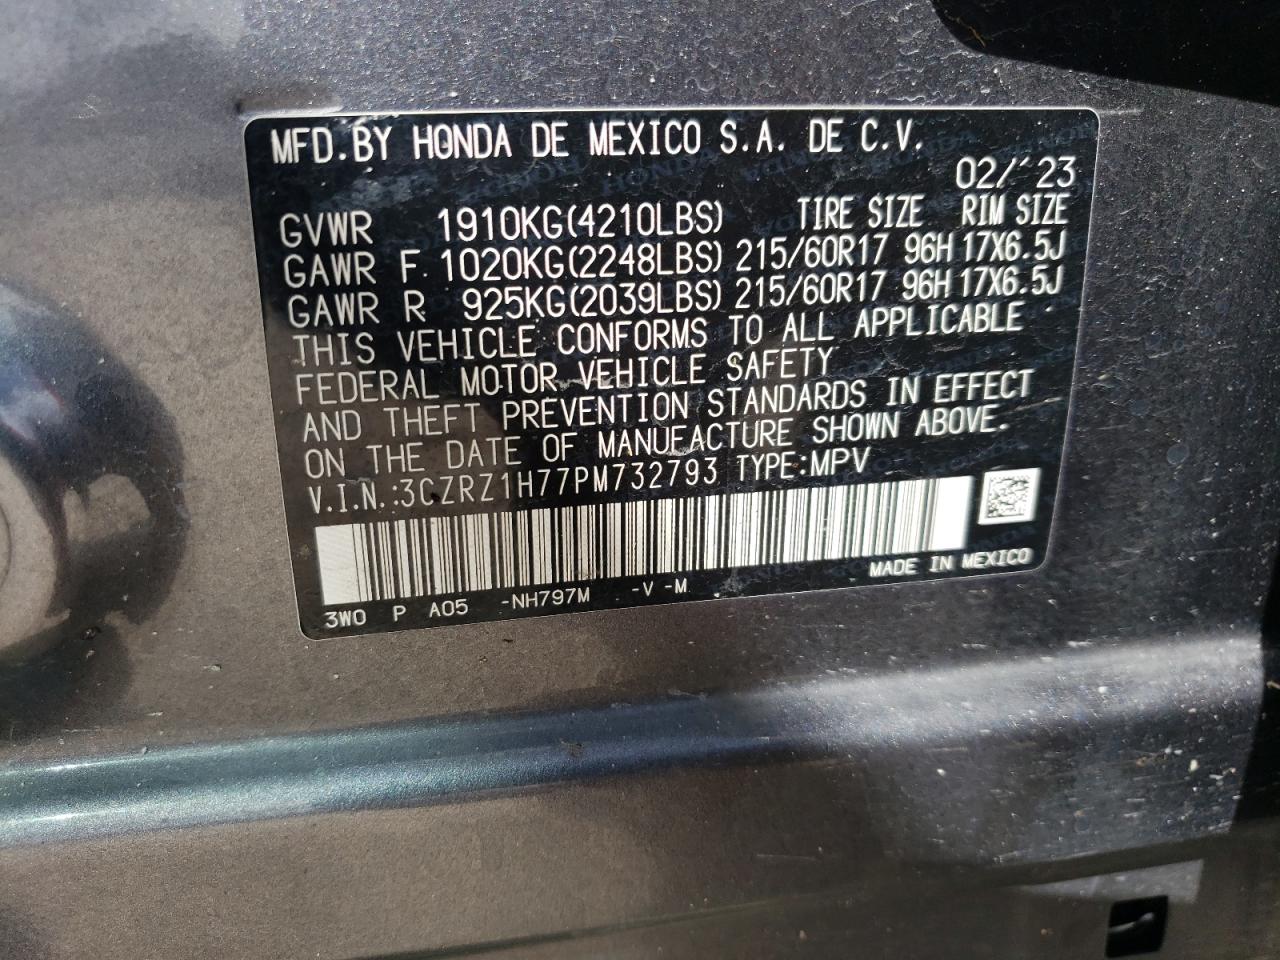 MFD.BY HONDA DE MEXICO S.A. DE C.V.
02/ 23
GVWR 1910KG(4210LBS) TIRE SIZE RIM SIZE
GAWR F 1020KG(2248LBS) 215/60R17 96H 17X6.5J
GAWR R 925KG(2039LBS) 215/60R17 96H 17X6.5J
THIS VEHICLE CONFORMS TO ALL APPLICABLE
FEDERAL MOTOR VEHICLE SAFETY
AND THEFT PREVENTION STANDARDS IN EFFECT
ON THE DATE OF MANUFACTURE SHOWN ABOVE.
V.I.N.:3CZRZ1H77PM732793 TYPE:MPV
MADE IN MEXICO
3W0 P A05 -NH797M -V -M